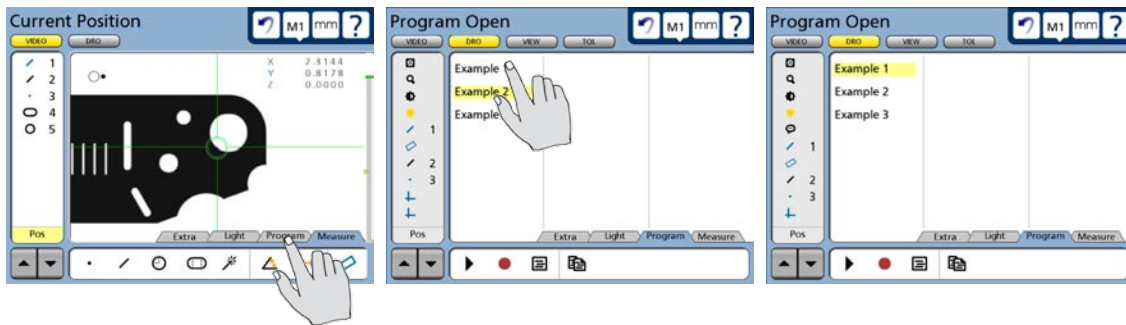 Current Position
M1 mm ?
VIDEO DRO
1
2
3
4
5
X 2.3144
Y 0.8178
Z 0.0000
Pos
Extra Light Program Measure
Program Open
M1 mm ?
VIDEO DRO VIEW TOL
Example
Example 2
Example
1
2
3
Pos
Extra Light Program Measure
Program Open
M1 mm ?
VIDEO DRO VIEW TOL
Example 1
Example 2
Example 3
1
2
3
Pos
Extra Light Program Measure